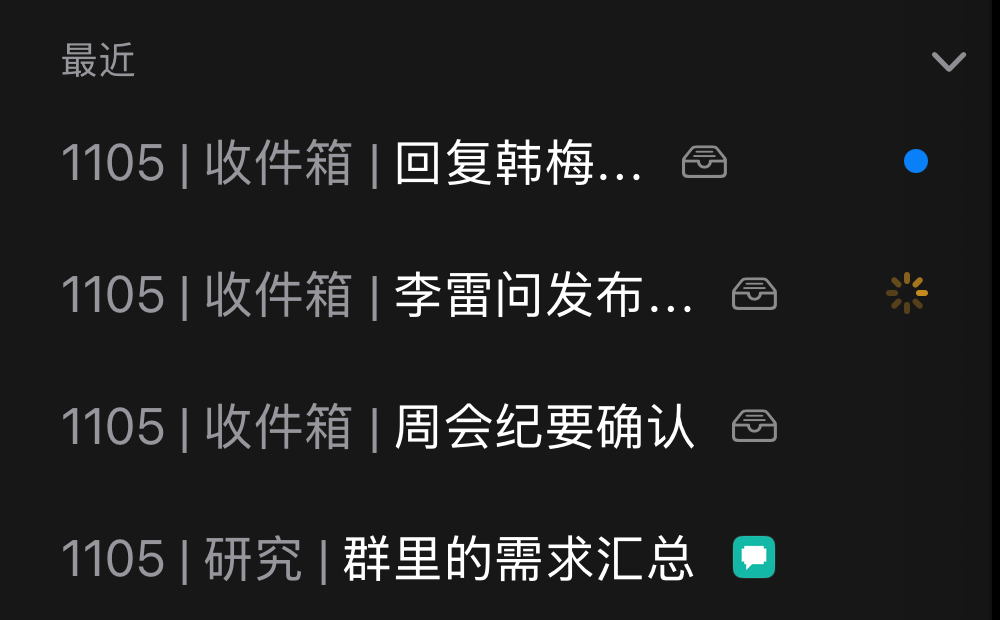 最近
1105 | 收件箱 | 回复韩梅...
1105 | 收件箱 | 李雷问发布...
1105 | 收件箱 | 周会纪要确认
1105 | 研究 | 群里的需求汇总